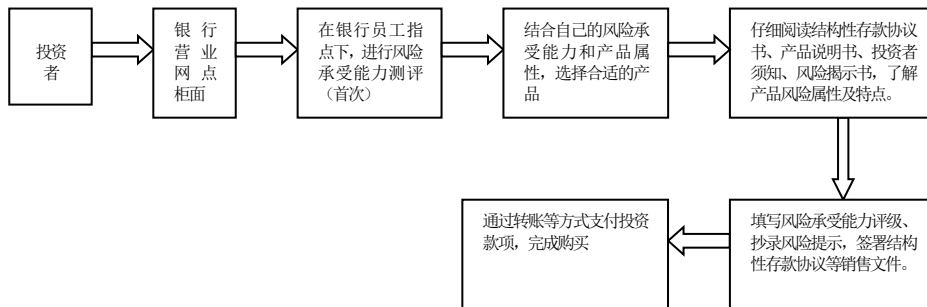 投资
者
银行
营业
网点
柜面
在银行员工指
点下，进行风险
承受能力测评
（首次）
结合自己的风险承
受能力和产品属
性，选择合适的产
品
仔细阅读结构性存款协议
书、产品说明书、投资者
须知、风险揭示书，了解
产品风险属性及特点。
填写风险承受能力评级、
抄录风险提示，签署结构
性存款协议等销售文件。
通过转账等方式支付投资
款项，完成购买